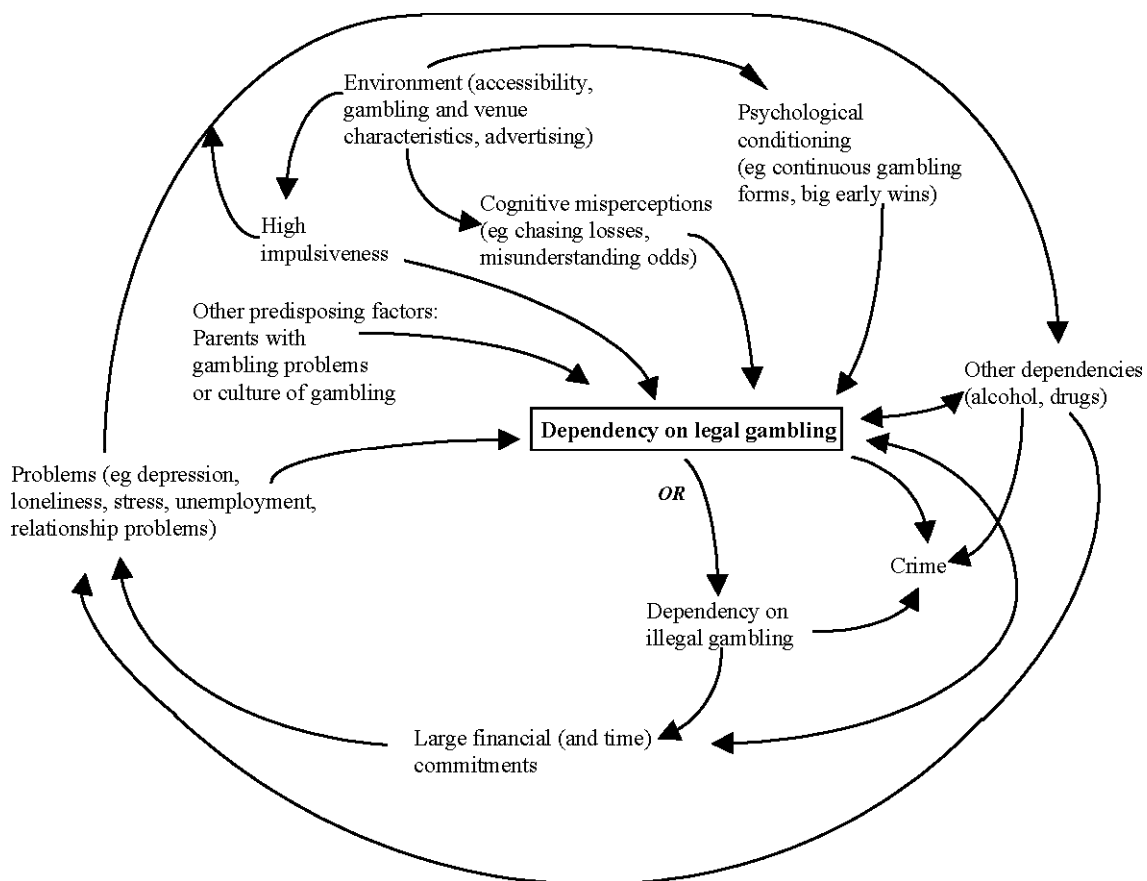 Environment (accessibility,
gambling and venue
characteristics, advertising)
Psychological
conditioning
(eg continuous gambling
forms, big early wins)
Cognitive misperceptions
(eg chasing losses,
misunderstanding odds)
High
impulsiveness
Other predisposing factors:
Parents with
gambling problems
or culture of gambling
Other dependencies
(alcohol, drugs)
Dependency on legal gambling
Problems (eg depression,
loneliness, stress, unemployment,
relationship problems)
OR
Crime
Dependency on
illegal gambling
Large financial (and time)
commitments